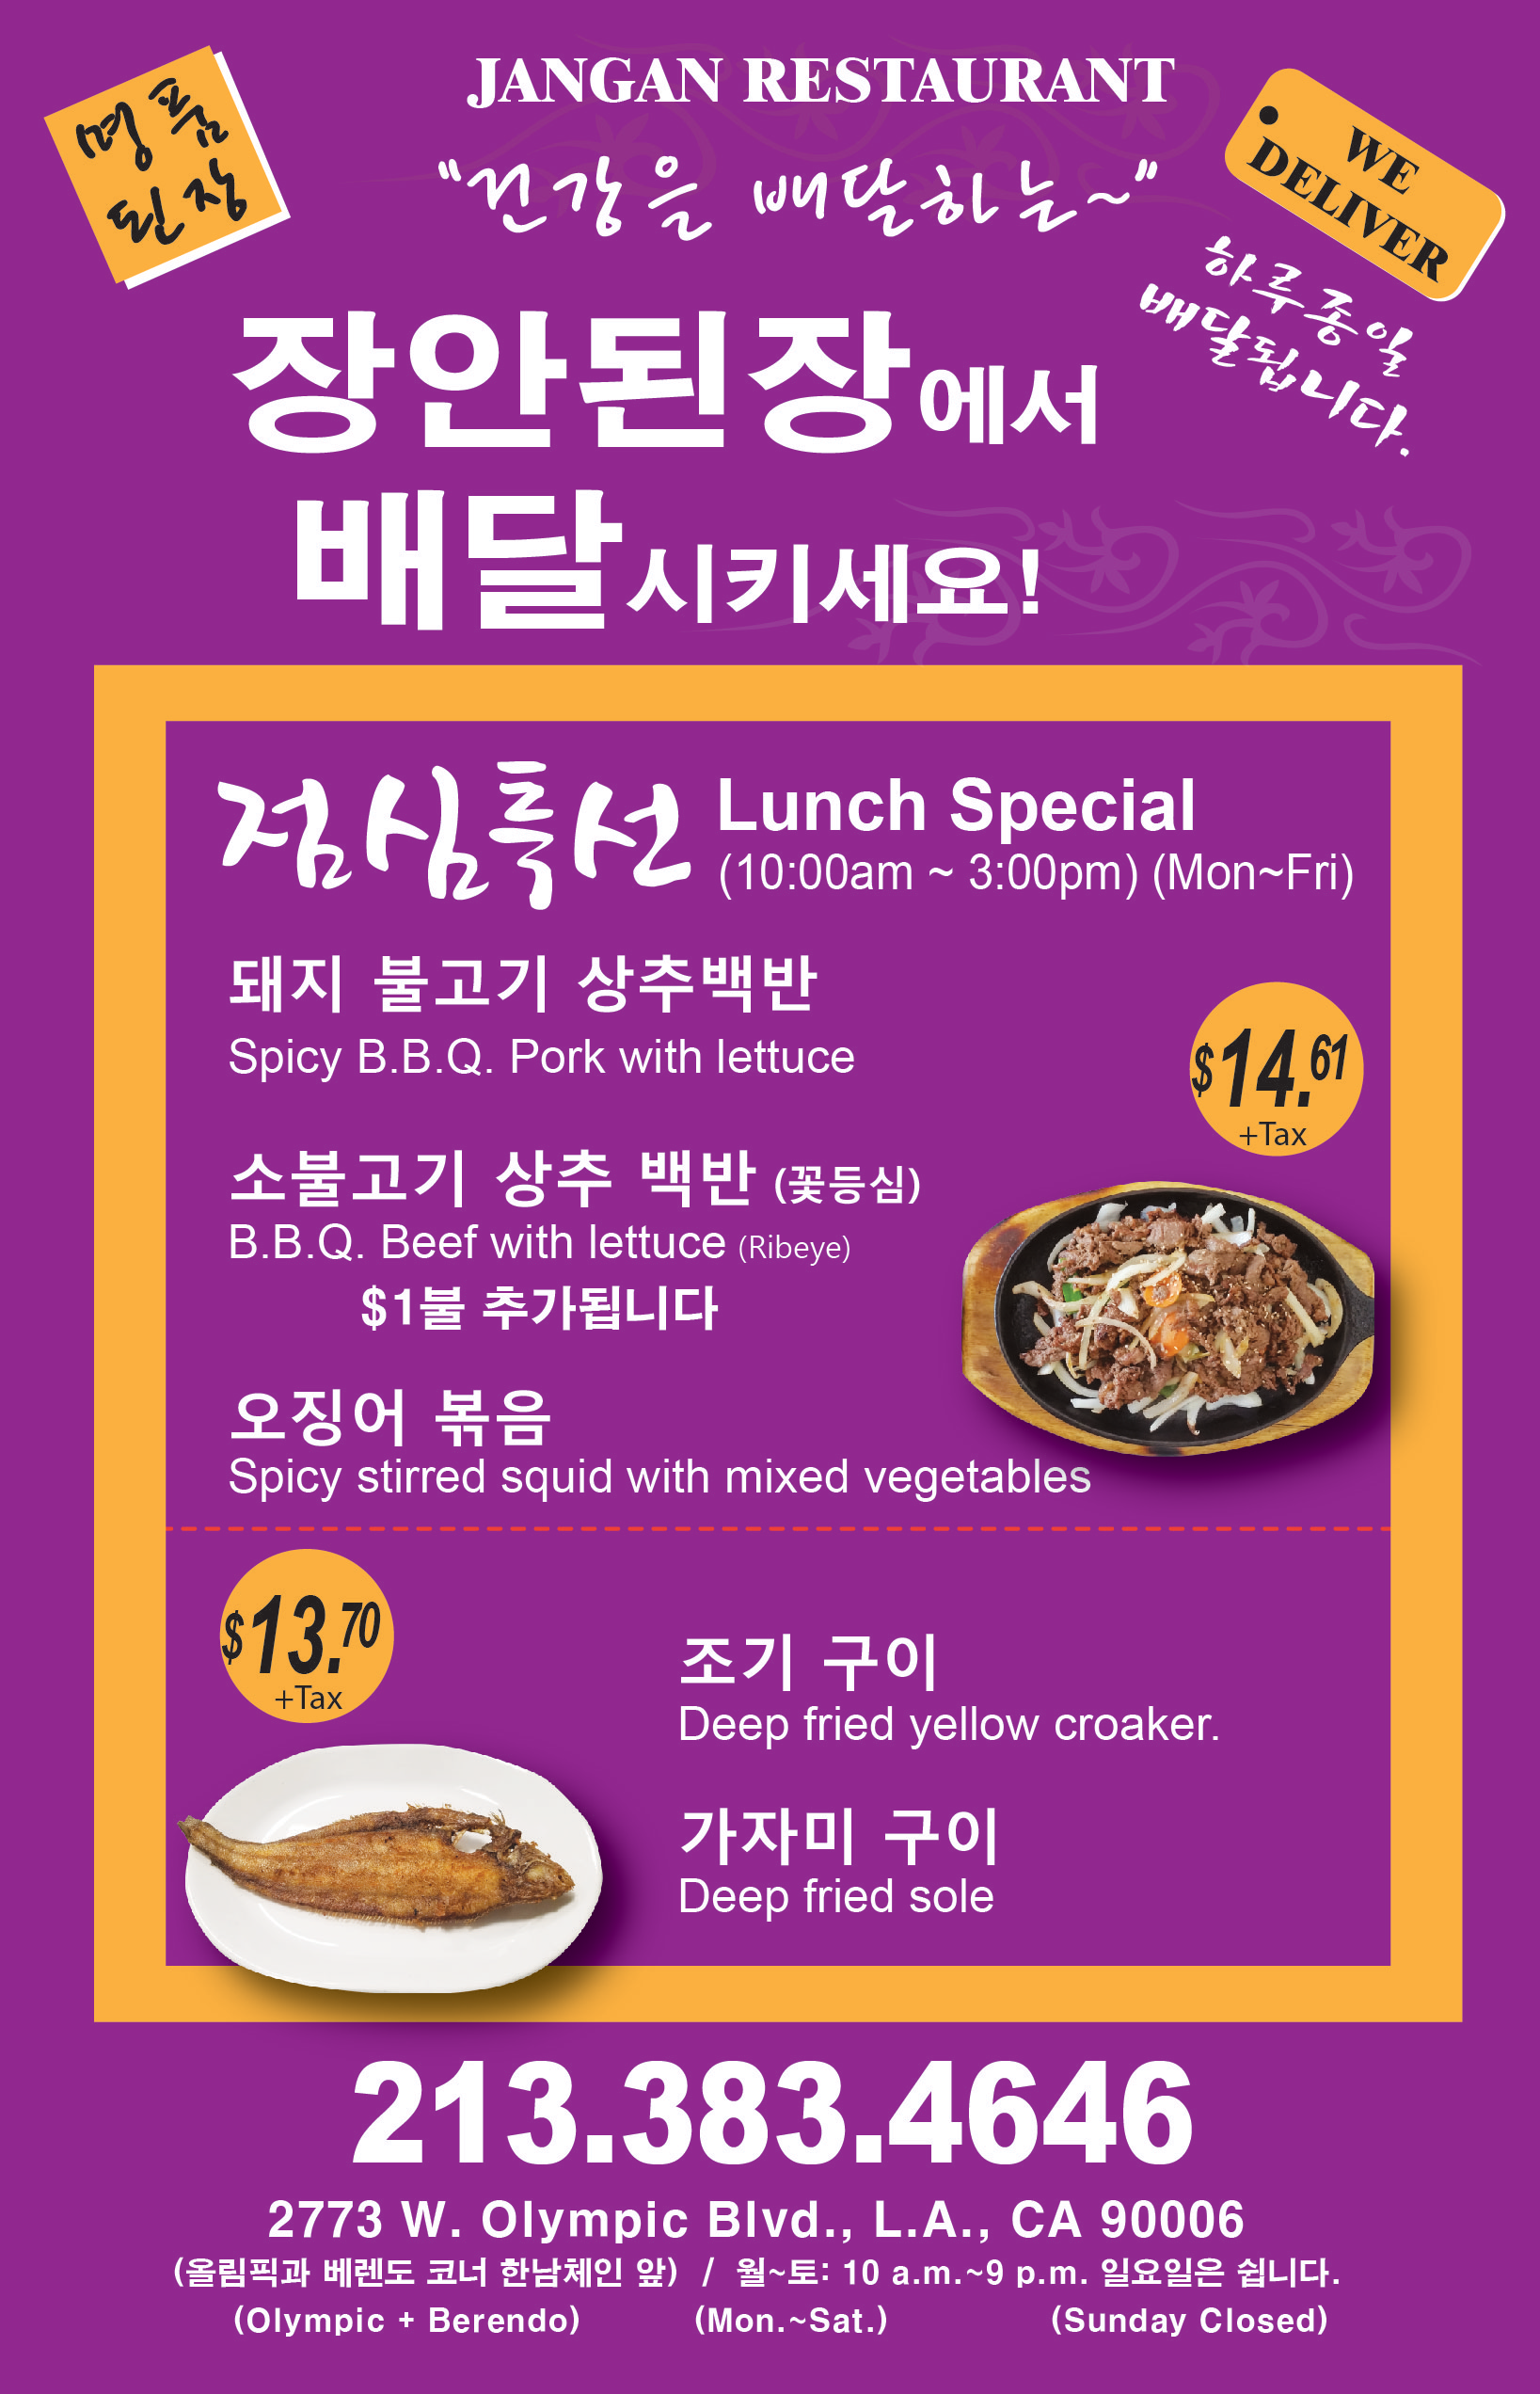 명품
된장
JANGAN RESTAURANT
"건강을 배달하는~"
WE
DELIVER
하루종일
배달됩니다.
장안된장에서
배달시키세요!
점심특선 Lunch Special
(10:00am ~ 3:00pm) (Mon~Fri)
돼지 불고기 상추백반
Spicy B.B.Q. Pork with lettuce
$14.61
+Tax
소불고기 상추 백반 (꽃등심)
B.B.Q. Beef with lettuce (Ribeye)
$1불 추가됩니다
오징어 볶음
Spicy stirred squid with mixed vegetables
$13.70
+Tax
조기 구이
Deep fried yellow croaker.
가자미 구이
Deep fried sole
213.383.4646
2773 W. Olympic Blvd., L.A., CA 90006
(올림픽과 베렌도 코너 한남체인 앞) / 월~토: 10 a.m.~9 p.m. 일요일은 쉽니다.
(Olympic + Berendo) (Mon.~Sat.) (Sunday Closed)